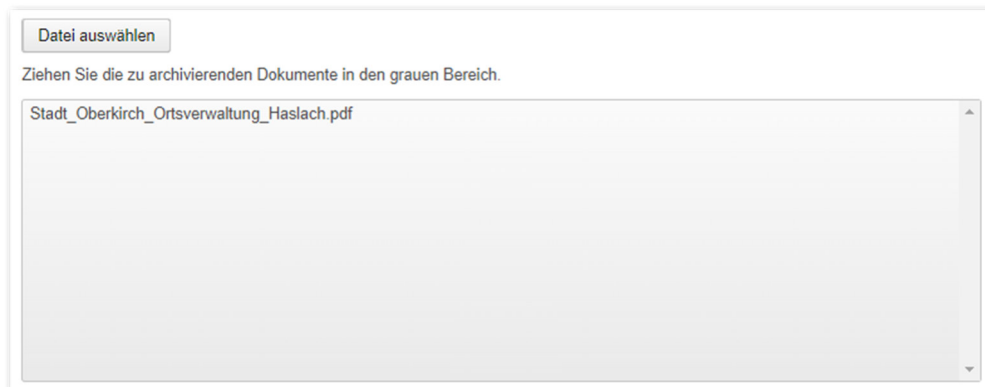 Datei auswählen
Ziehen Sie die zu archivierenden Dokumente in den grauen Bereich.
Stadt_Oberkirch_Ortsverwaltung_Haslach.pdf